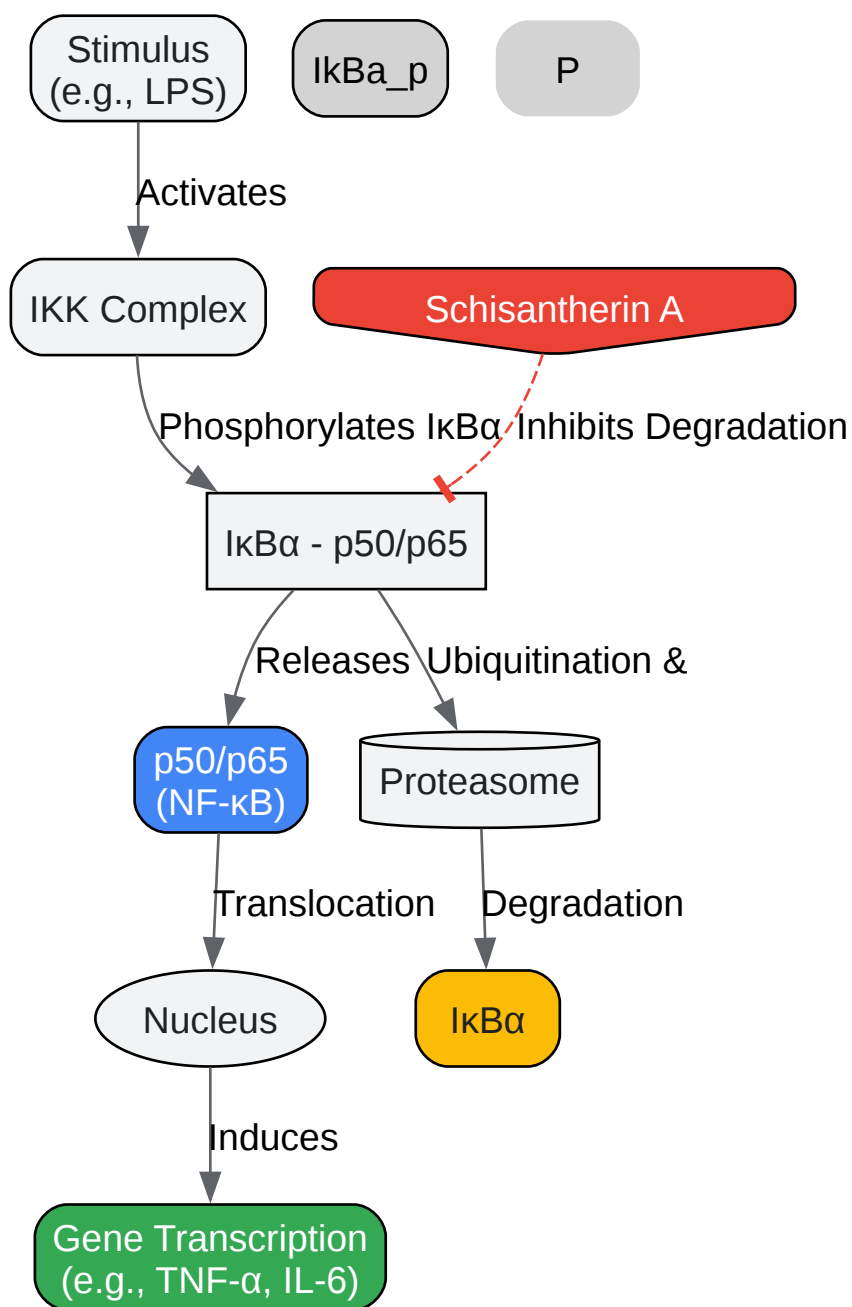 Stimulus
(e.g., LPS)
IkBa_p
P
Activates
IKK Complex
Schisantherin A
Phosphorylates IκBα
Inhibits Degradation
IκBα - p50/p65
Releases
Ubiquitination &
p50/p65
(NF-κB)
Proteasome
Translocation
Degradation
Nucleus
IκBα
Induces
Gene Transcription
(e.g., TNF-α, IL-6)